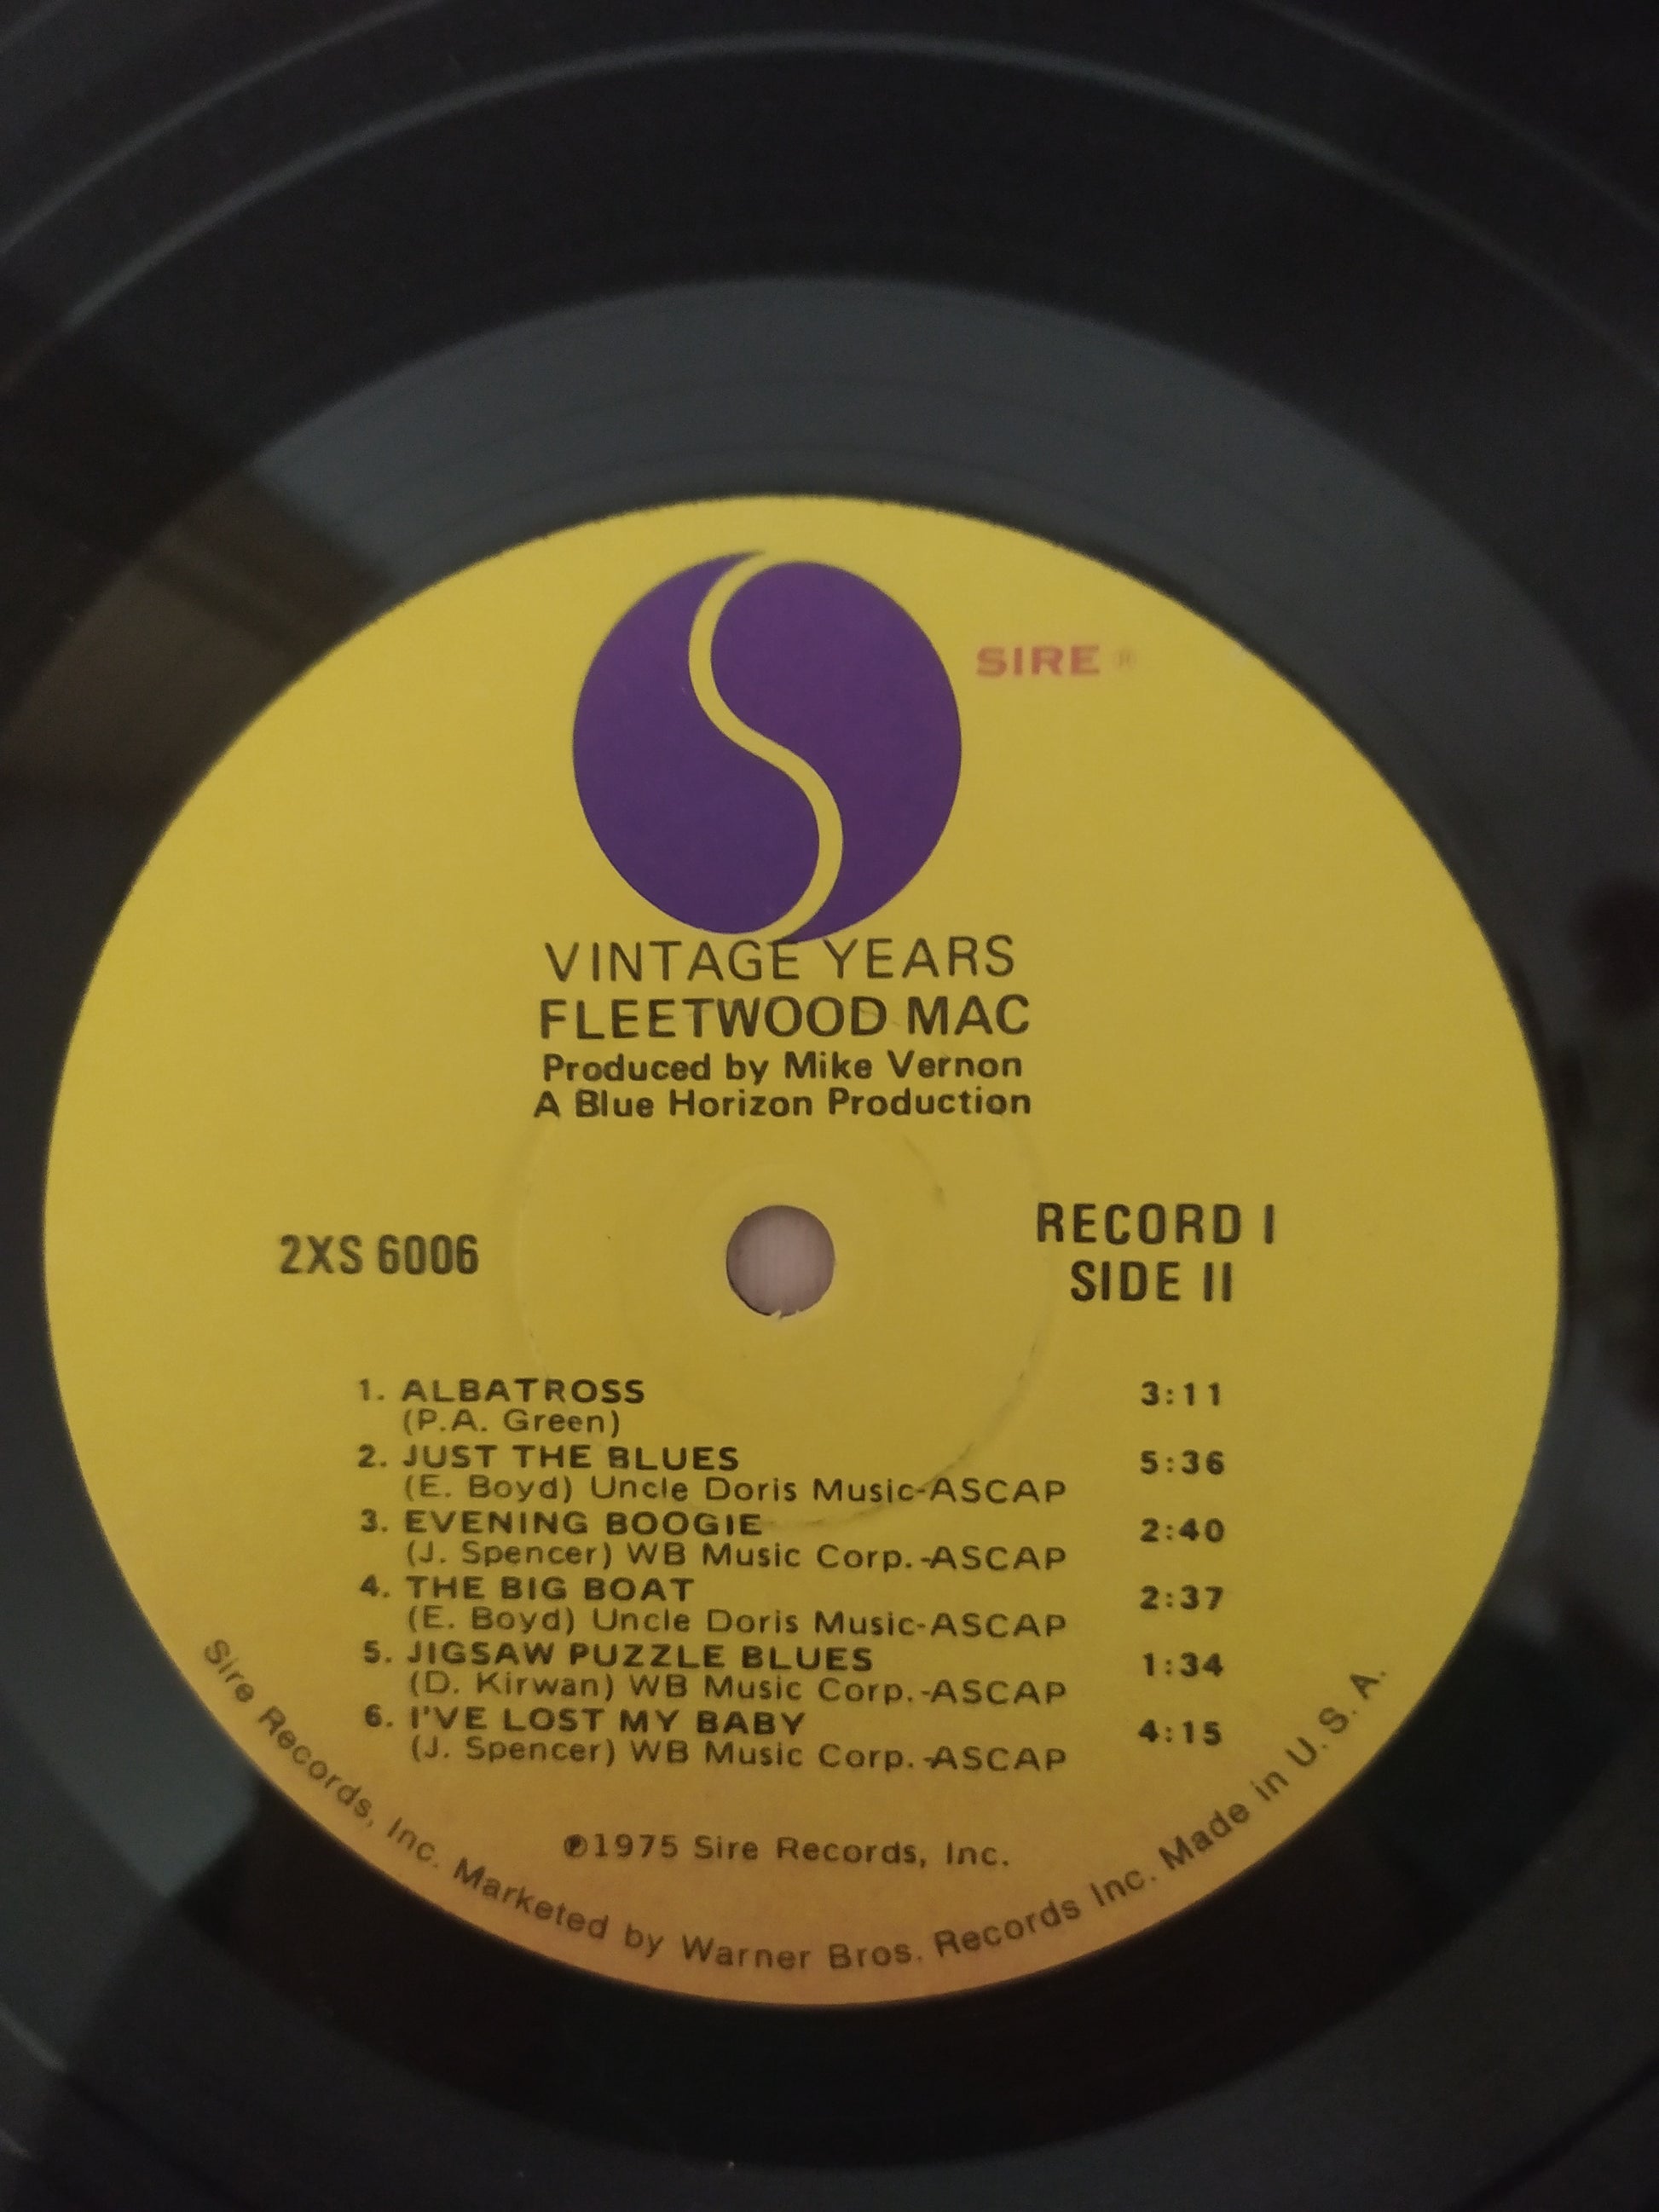 SIRE ®
VINTAGE YEARS
FLEETWOOD MAC
Produced by Mike Vernon
A Blue Horizon Production
2XS 6006
RECORD I
SIDE II
1. ALBATROSS 3:11
(P.A. Green)
2. JUST THE BLUES 5:36
(E. Boyd) Uncle Doris Music-ASCAP
3. EVENING BOOGIE 2:40
(J. Spencer) WB Music Corp.-ASCAP
4. THE BIG BOAT 2:37
(E. Boyd) Uncle Doris Music-ASCAP
5. JIGSAW PUZZLE BLUES 1:34
(D. Kirwan) WB Music Corp.-ASCAP
6. I'VE LOST MY BABY 4:15
(J. Spencer) WB Music Corp.-ASCAP
℗1975 Sire Records, Inc.
Sire Records, Inc. Marketed by Warner Bros. Records Inc. Made in U. S. A.